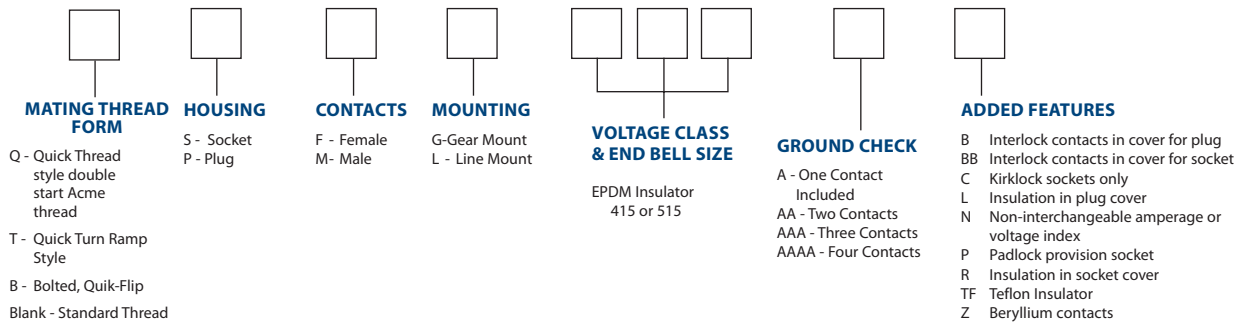 MATING THREAD
FORM
Q - Quick Thread
style double
start Acme
thread
T - Quick Turn Ramp
Style
B - Bolted, Quik-Flip
Blank - Standard Thread
HOUSING
S - Socket
P - Plug
CONTACTS
F - Female
M- Male
MOUNTING
G-Gear Mount
L - Line Mount
VOLTAGE CLASS
& END BELL SIZE
EPDM Insulator
415 or 515
GROUND CHECK
A - One Contact
Included
AA - Two Contacts
AAA - Three Contacts
AAAA - Four Contacts
ADDED FEATURES
B Interlock contacts in cover for plug
BB Interlock contacts in cover for socket
C Kirklock sockets only
L Insulation in plug cover
N Non-interchangeable amperage or
voltage index
P Padlock provision socket
R Insulation in socket cover
TF Teflon Insulator
Z Beryllium contacts